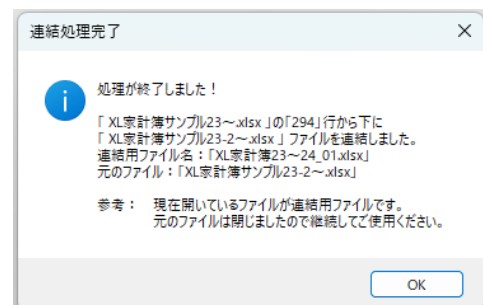 連結処理完了
処理が終了しました!
「 XL家計簿サンプル23~.xlsx 」の「294」行から下に
「 XL家計簿サンプル23-2~.xlsx 」ファイルを連結しました。
連結用ファイル名:「XL家計簿23~24_01.xlsx」
元のファイル:「XL家計簿サンプル23-2~.xlsx」
参考: 現在開いているファイルが連結用ファイルです。
元のファイルは閉じましたので継続してご使用ください。
OK